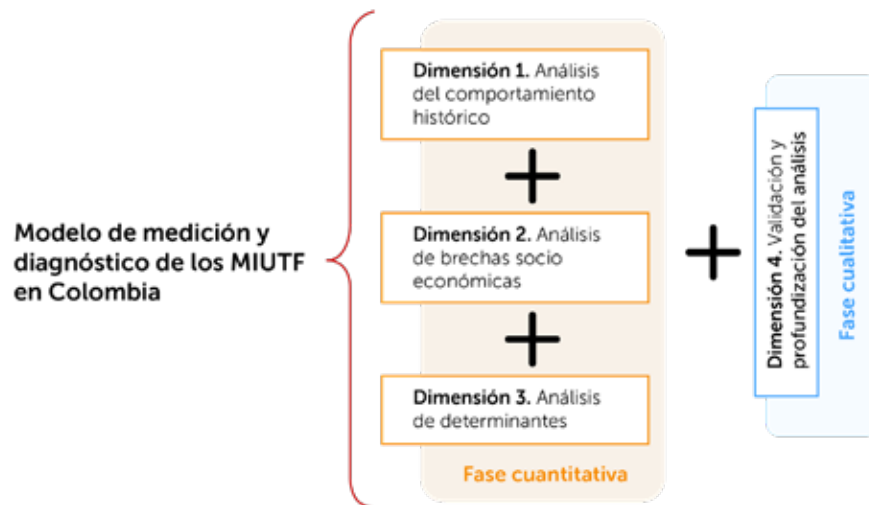 Modelo de medición y
diagnóstico de los MIUTF
en Colombia
Dimensión 1. Análisis
del comportamiento
histórico
Dimensión 2. Análisis
de brechas socio
económicas
Dimensión 3. Análisis
de determinantes
Fase cuantitativa
Dimensión 4. Validación y
profundización del análisis
Fase cualitativa